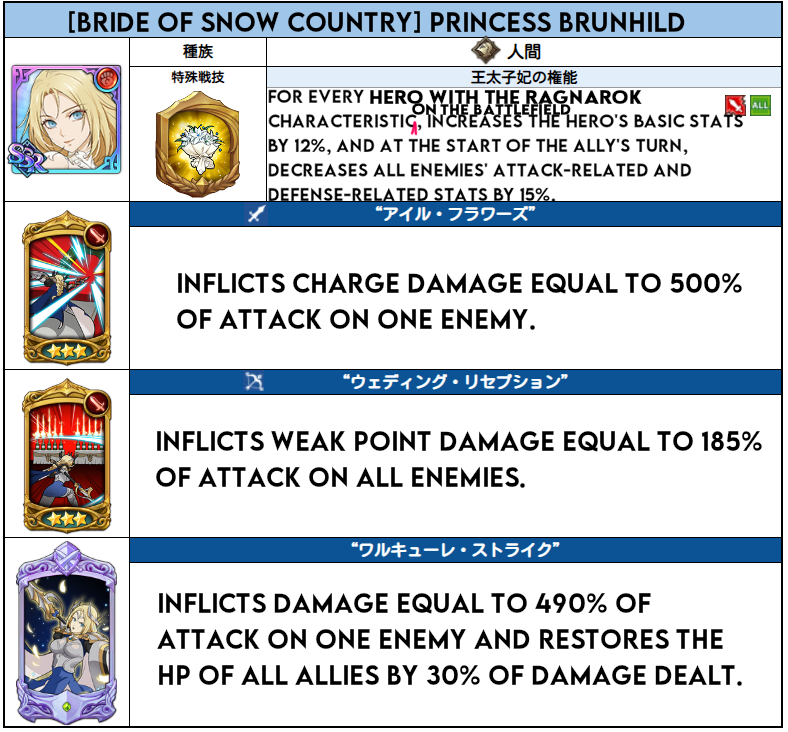 [BRIDE OF SNOW COUNTRY] PRINCESS BRUNHILD
種族
人間
SSR
特殊戦技
王太子妃の権能
FOR EVERY HERO WITH THE RAGNAROK
ON THE BATTLEFIELD
CHARACTERISTIC, INCREASES THE HERO'S BASIC STATS
BY 12%, AND AT THE START OF THE ALLY'S TURN,
DECREASES ALL ENEMIES' ATTACK-RELATED AND
DEFENSE-RELATED STATS BY 15%.
ALL
“アイル・フラワーズ”
INFLICTS CHARGE DAMAGE EQUAL TO 500%
OF ATTACK ON ONE ENEMY.
“ウェディング・リセプション”
INFLICTS WEAK POINT DAMAGE EQUAL TO 185%
OF ATTACK ON ALL ENEMIES.
“ワルキューレ・ストライク”
INFLICTS DAMAGE EQUAL TO 490% OF
ATTACK ON ONE ENEMY AND RESTORES THE
HP OF ALL ALLIES BY 30% OF DAMAGE DEALT.